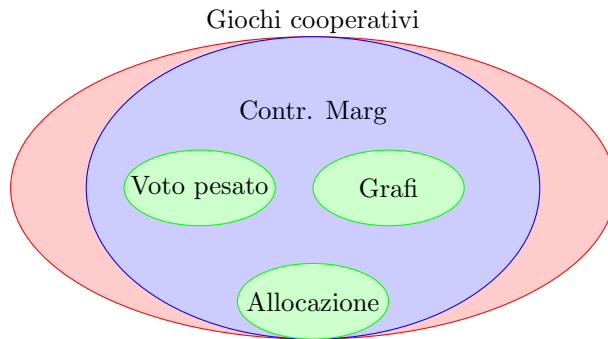 Giochi cooperativi
Contr. Marg
Voto pesato
Grafi
Allocazione